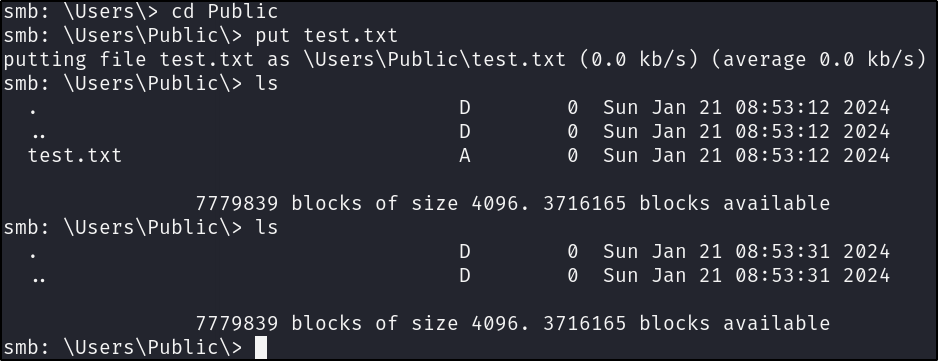 smb: \Users\> cd Public
smb: \Users\Public\> put test.txt
putting file test.txt as \Users\Public\test.txt (0.0 kb/s) (average 0.0 kb/s)
smb: \Users\Public\> ls
  .                                   D        0  Sun Jan 21 08:53:12 2024
  ..                                  D        0  Sun Jan 21 08:53:12 2024
  test.txt                            A        0  Sun Jan 21 08:53:12 2024
                7779839 blocks of size 4096. 3716165 blocks available
smb: \Users\Public\> ls
  .                                   D        0  Sun Jan 21 08:53:31 2024
  ..                                  D        0  Sun Jan 21 08:53:31 2024
                7779839 blocks of size 4096. 3716165 blocks available
smb: \Users\Public\>